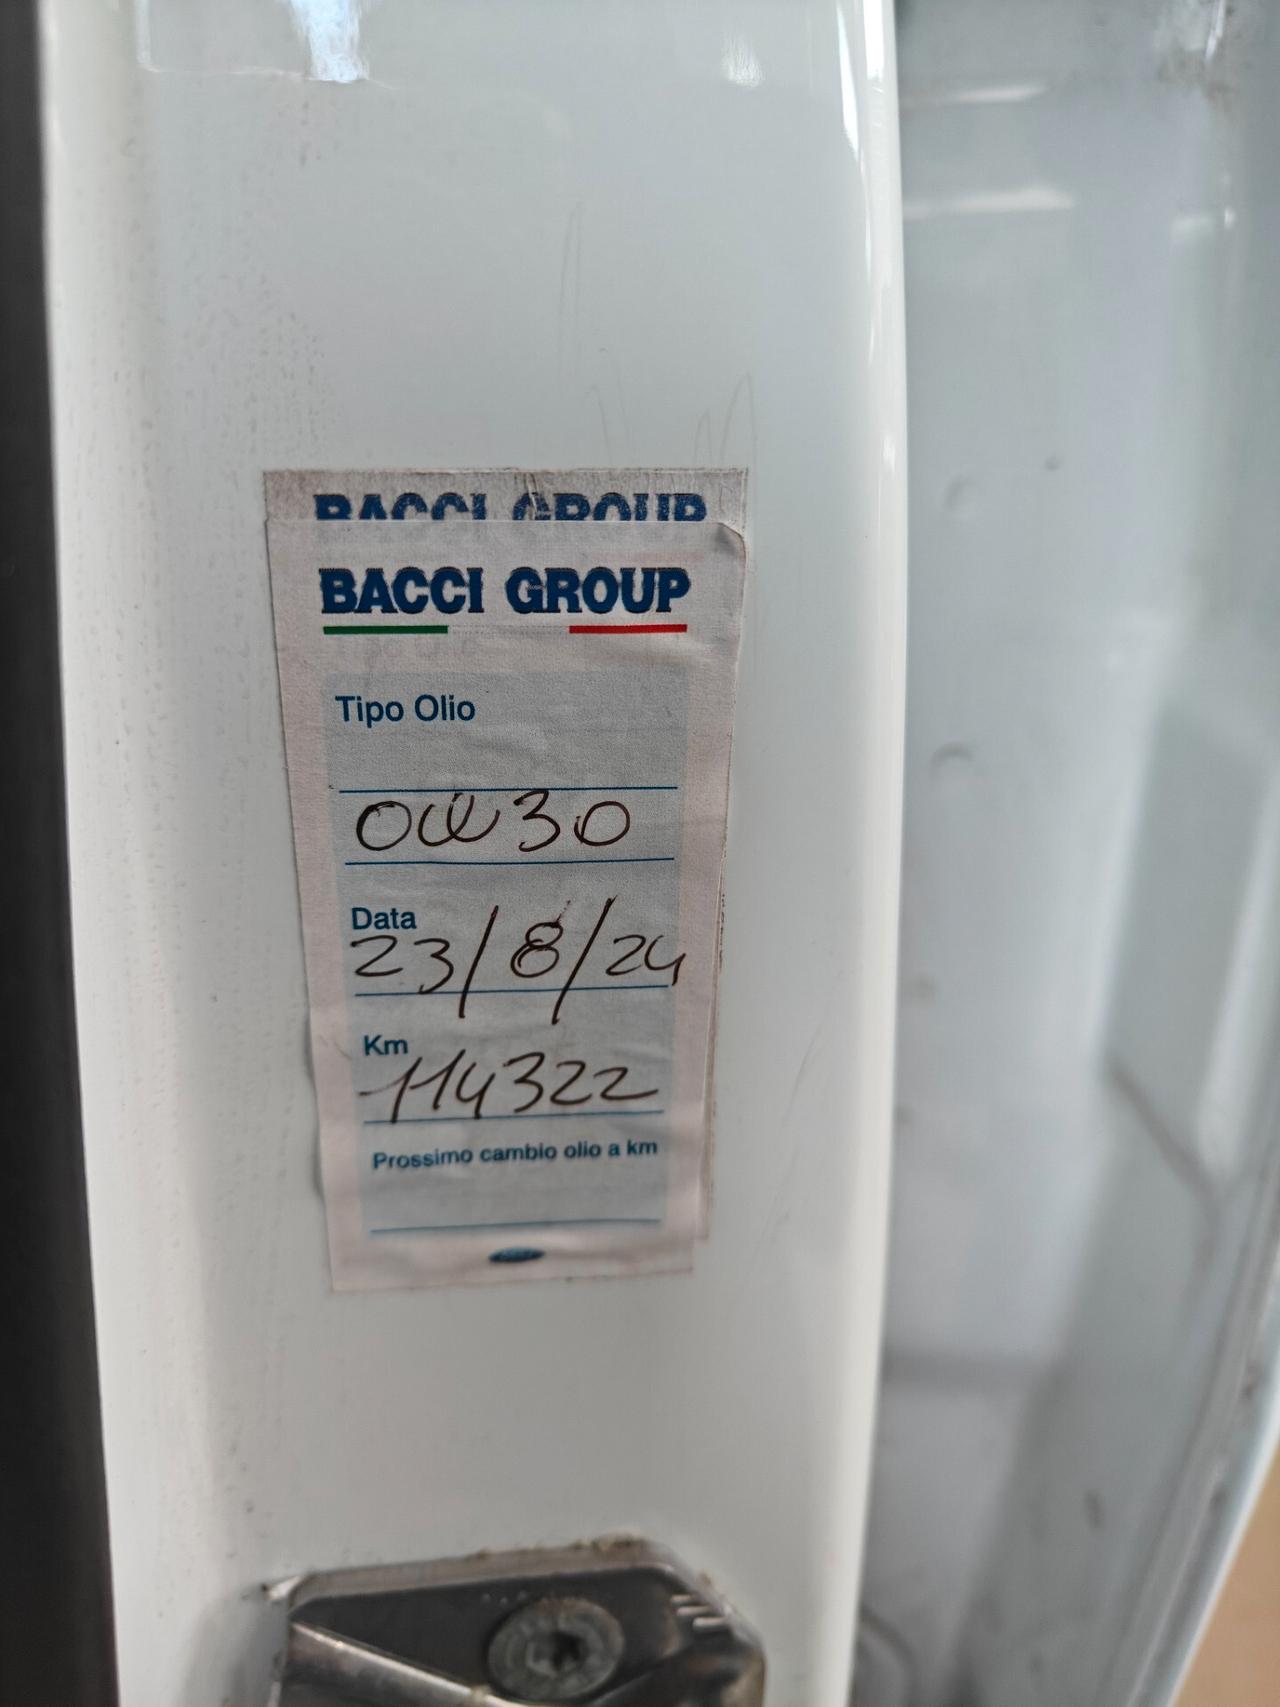 BACCI GROUP
BACCI GROUP
Tipo Olio
0W30
Data
23/8/24
Km
114322
Prossimo cambio olio a km